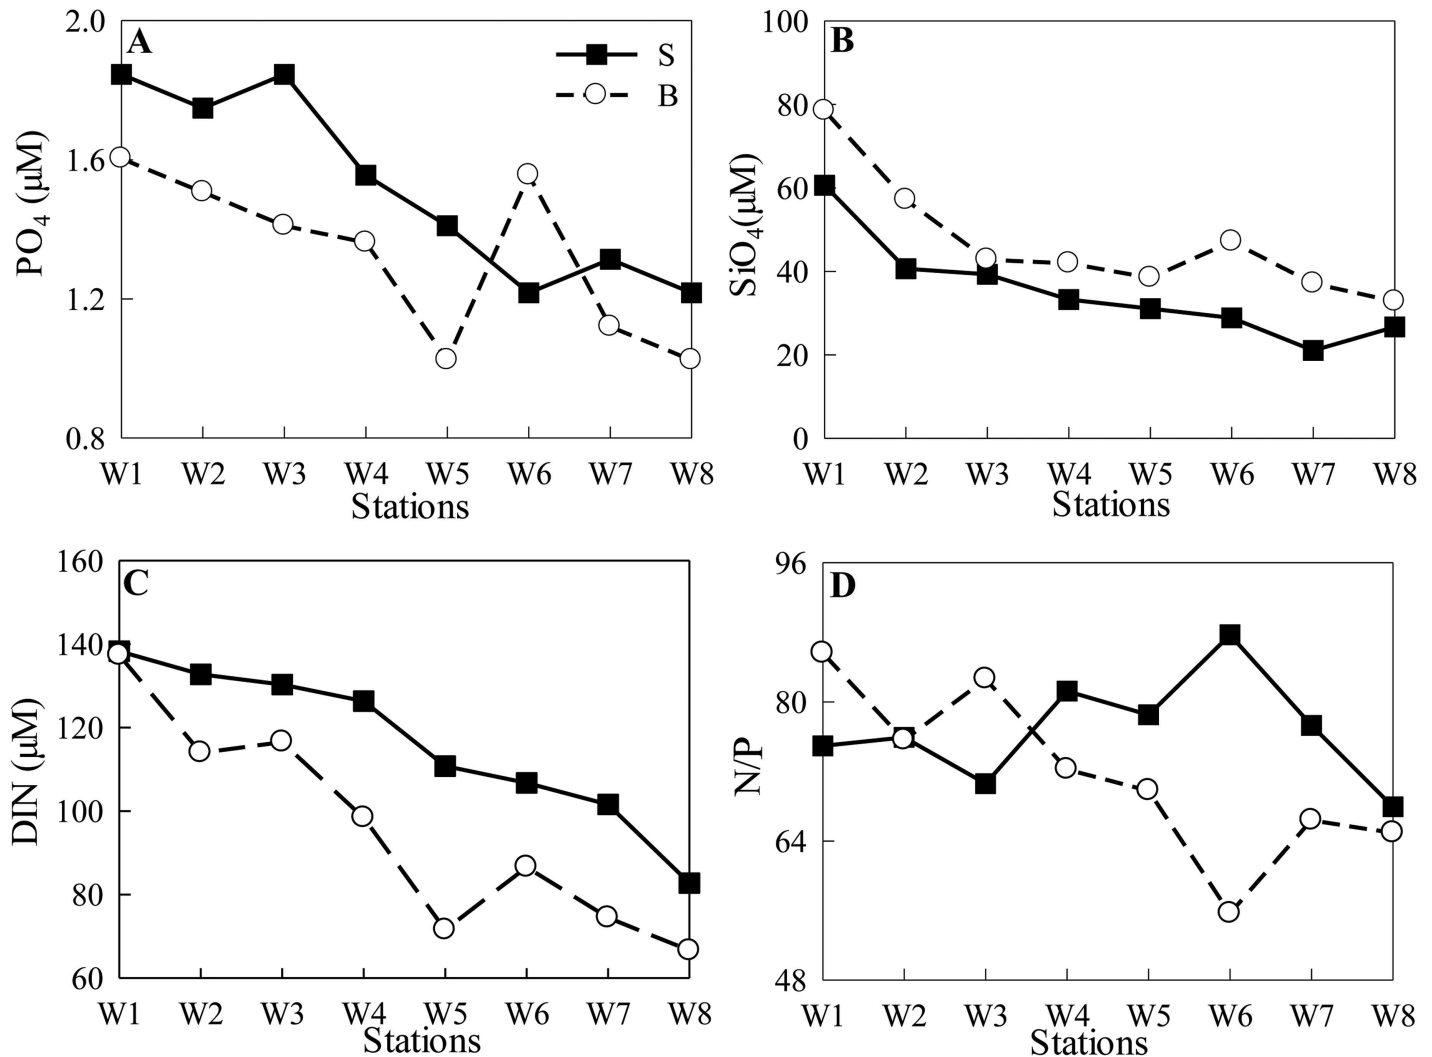 A
S
B
2.0
1.6
1.2
0.8
PO4 (μM)
W1 W2 W3 W4 W5 W6 W7 W8
Stations
B
100
80
60
40
20
0
SiO4(μM)
W1 W2 W3 W4 W5 W6 W7 W8
Stations
C
160
140
120
100
80
60
DIN (μM)
W1 W2 W3 W4 W5 W6 W7 W8
Stations
D
96
80
64
48
N/P
W1 W2 W3 W4 W5 W6 W7 W8
Stations